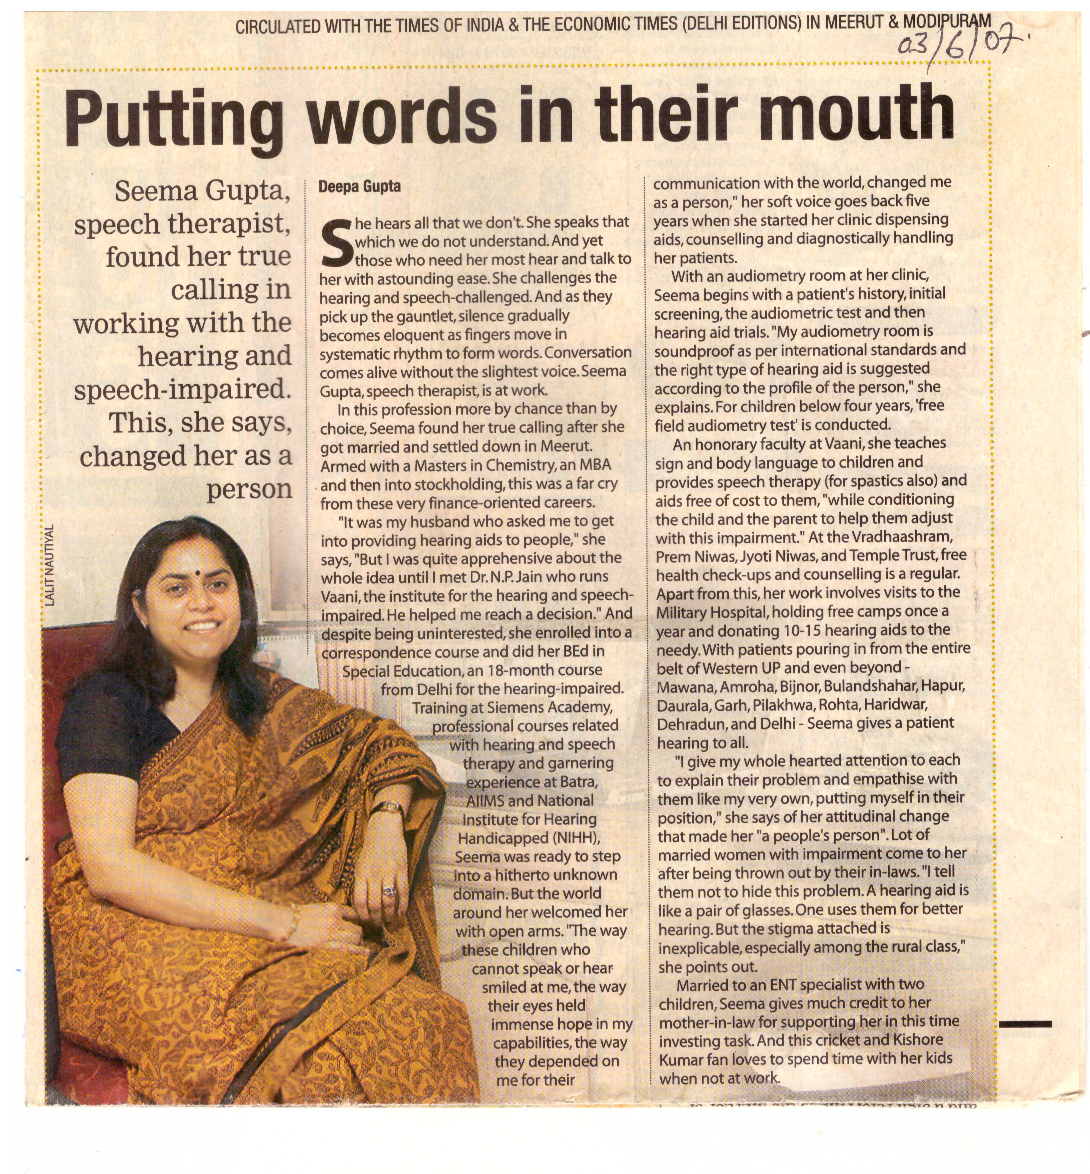 CIRCULATED WITH THE TIMES OF INDIA & THE ECONOMIC TIMES (DELHI EDITIONS) IN MEERUT & MODIPURAM
03/6/07.
Putting words in their mouth
Seema Gupta,
speech therapist,
found her true
calling in
working with the
hearing and
speech-impaired.
This, she says,
changed her as a
person
LALIT NAUTIYAL
Deepa Gupta
She hears all that we don't. She speaks that
which we do not understand. And yet
those who need her most hear and talk to
her with astounding ease. She challenges the
hearing and speech-challenged. And as they
pick up the gauntlet, silence gradually
becomes eloquent as fingers move in
systematic rhythm to form words. Conversation
comes alive without the slightest voice. Seema
Gupta, speech therapist, is at work.
In this profession more by chance than by
choice, Seema found her true calling after she
got married and settled down in Meerut.
Armed with a Masters in Chemistry, an MBA
and then into stockholding, this was a far cry
from these very finance-oriented careers.
"It was my husband who asked me to get
into providing hearing aids to people," she
says, "But I was quite apprehensive about the
whole idea until I met Dr. N.P. Jain who runs
Vaani, the institute for the hearing and speech-
impaired. He helped me reach a decision." And
despite being uninterested, she enrolled into a
correspondence course and did her BEd in
Special Education, an 18-month course
from Delhi for the hearing-impaired.
Training at Siemens Academy,
professional courses related
with hearing and speech
therapy and garnering
experience at Batra,
AIIMS and National
Institute for Hearing
Handicapped (NIHH),
Seema was ready to step
into a hitherto unknown
domain. But the world
around her welcomed her
with open arms. "The way
these children who
cannot speak or hear
smiled at me, the way
their eyes held
immense hope in my
capabilities, the way
they depended on
me for their
communication with the world, changed me
as a person," her soft voice goes back five
years when she started her clinic dispensing
aids, counselling and diagnostically handling
her patients.
With an audiometry room at her clinic,
Seema begins with a patient's history, initial
screening, the audiometric test and then
hearing aid trials. "My audiometry room is
soundproof as per international standards and
the right type of hearing aid is suggested
according to the profile of the person," she
explains. For children below four years, 'free
field audiometry test' is conducted.
An honorary faculty at Vaani, she teaches
sign and body language to children and
provides speech therapy (for spastics also) and
aids free of cost to them, "while conditioning
the child and the parent to help them adjust
with this impairment." At the Vradhaashram,
Prem Niwas, Jyoti Niwas, and Temple Trust, free
health check-ups and counselling is a regular.
Apart from this, her work involves visits to the
Military Hospital, holding free camps once a
year and donating 10-15 hearing aids to the
needy. With patients pouring in from the entire
belt of Western UP and even beyond -
Mawana, Amroha, Bijnor, Bulandshahar, Hapur,
Daurala, Garh, Pilakhwa, Rohta, Haridwar,
Dehradun, and Delhi - Seema gives a patient
hearing to all.
"I give my whole hearted attention to each
to explain their problem and empathise with
them like my very own, putting myself in their
position," she says of her attitudinal change
that made her "a people's person". Lot of
married women with impairment come to her
after being thrown out by their in-laws. "I tell
them not to hide this problem. A hearing aid is
like a pair of glasses. One uses them for better
hearing. But the stigma attached is
inexplicable, especially among the rural class,"
she points out.
Married to an ENT specialist with two
children, Seema gives much credit to her
mother-in-law for supporting her in this time
investing task. And this cricket and Kishore
Kumar fan loves to spend time with her kids
when not at work.